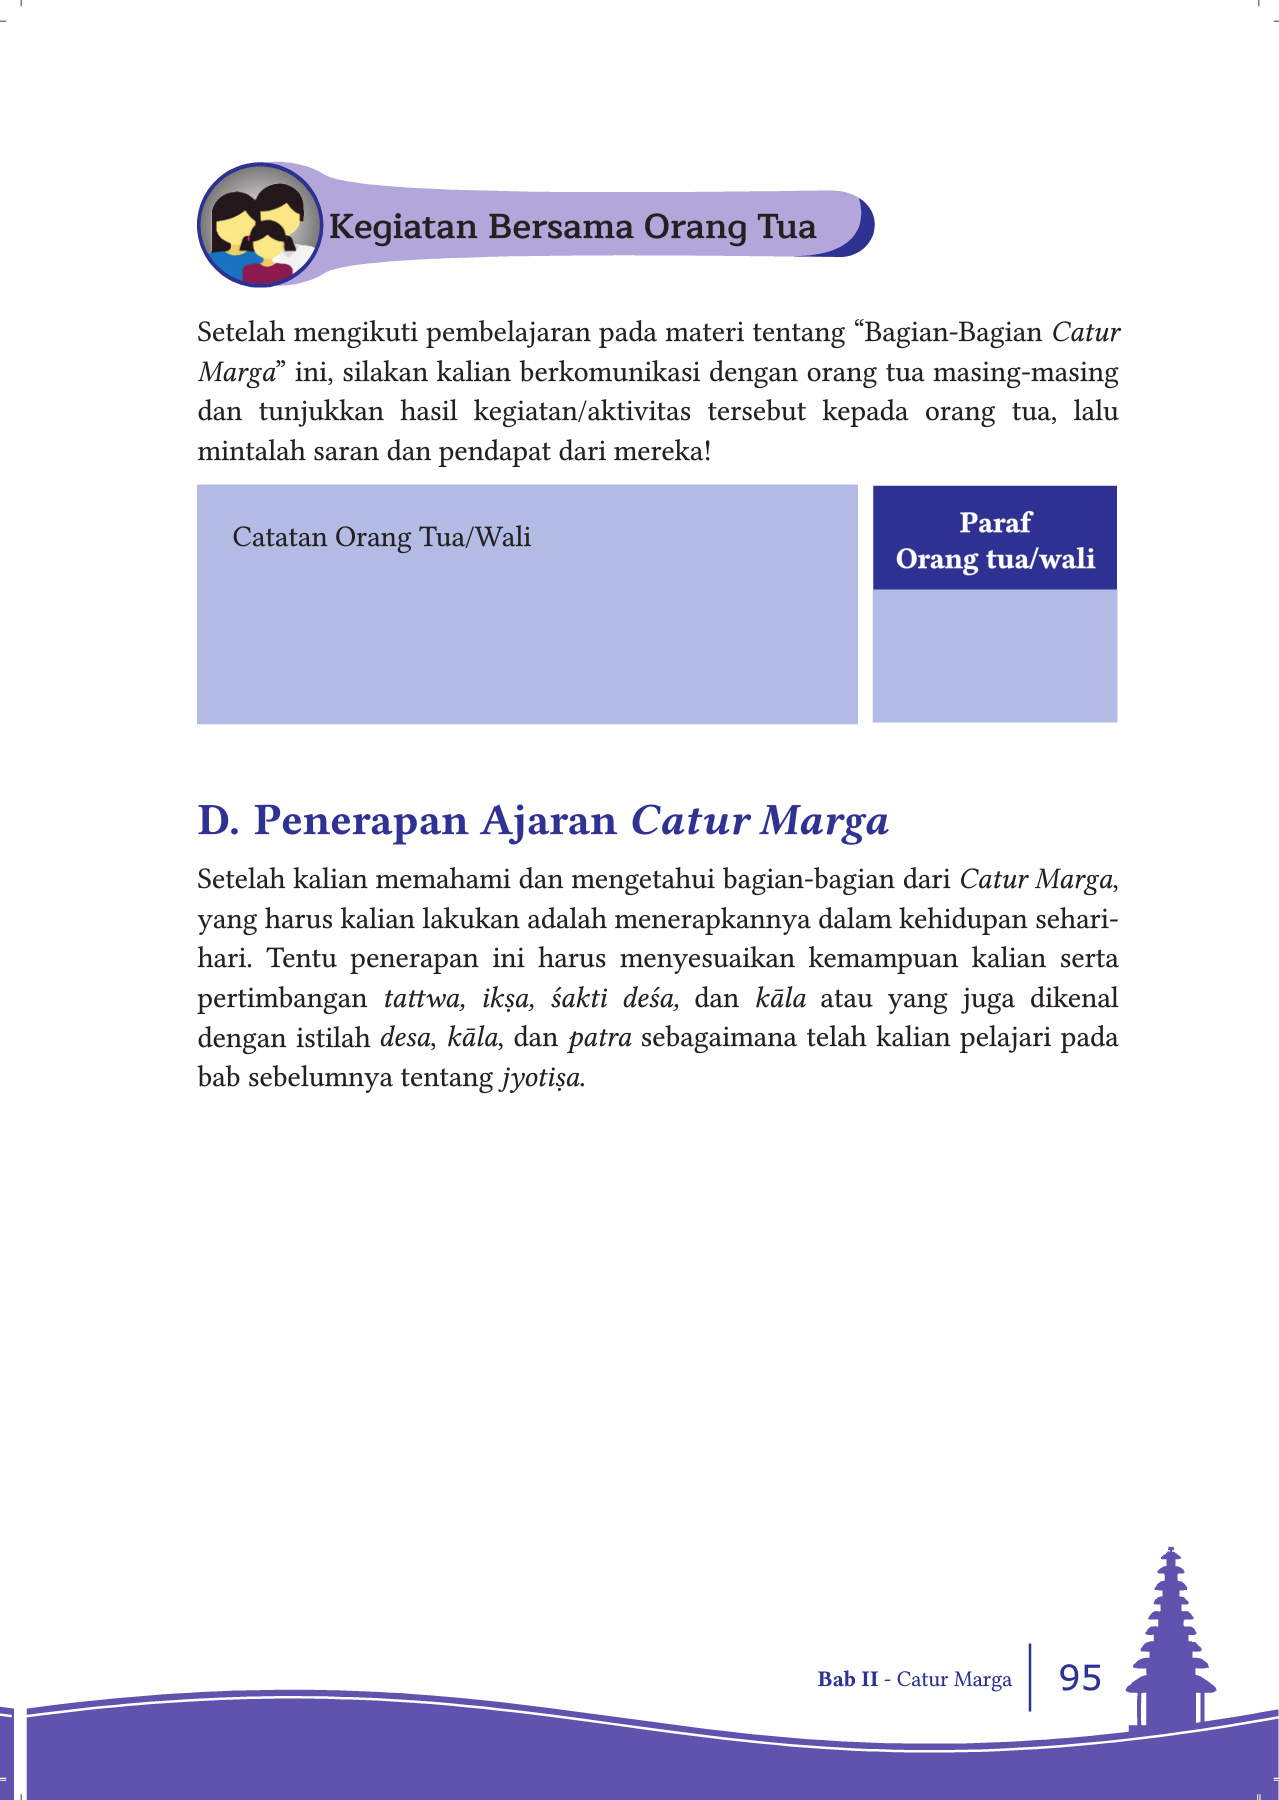 Kegiatan Bersama Orang Tua
Setelah mengikuti pembelajaran pada materi tentang “Bagian-Bagian Catur
Marga” ini, silakan kalian berkomunikasi dengan orang tua masing-masing
dan tunjukkan hasil kegiatan/aktivitas tersebut kepada orang tua, lalu
mintalah saran dan pendapat dari mereka!
Catatan Orang Tua/Wali
Paraf
Orang tua/wali
D. Penerapan Ajaran Catur Marga
Setelah kalian memahami dan mengetahui bagian-bagian dari Catur Marga,
yang harus kalian lakukan adalah menerapkannya dalam kehidupan sehari-
hari. Tentu penerapan ini harus menyesuaikan kemampuan kalian serta
pertimbangan tattwa, ikṣa, śakti deśa, dan kāla atau yang juga dikenal
dengan istilah desa, kāla, dan patra sebagaimana telah kalian pelajari pada
bab sebelumnya tentang jyotiṣa.
Bab II - Catur Marga
95